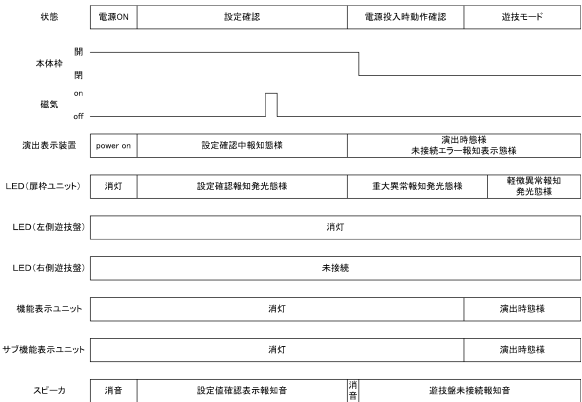 状態 電源ON 設定確認 電源投入時動作確認 遊技モード
開
本体枠
閉
on
磁気
off
演出表示装置 power on 設定確認中報知態様 演出時態様
未接続エラー報知表示態様
LED(扉枠ユニット) 消灯 設定確認報知発光態様 重大異常報知発光態様 軽微異常報知
発光態様
LED(左側遊技盤) 消灯
LED(右側遊技盤) 未接続
機能表示ユニット 消灯 演出時態様
サブ機能表示ユニット 消灯 演出時態様
スピーカ 消音 設定値確認表示報知音 消
音 遊技盤未接続報知音